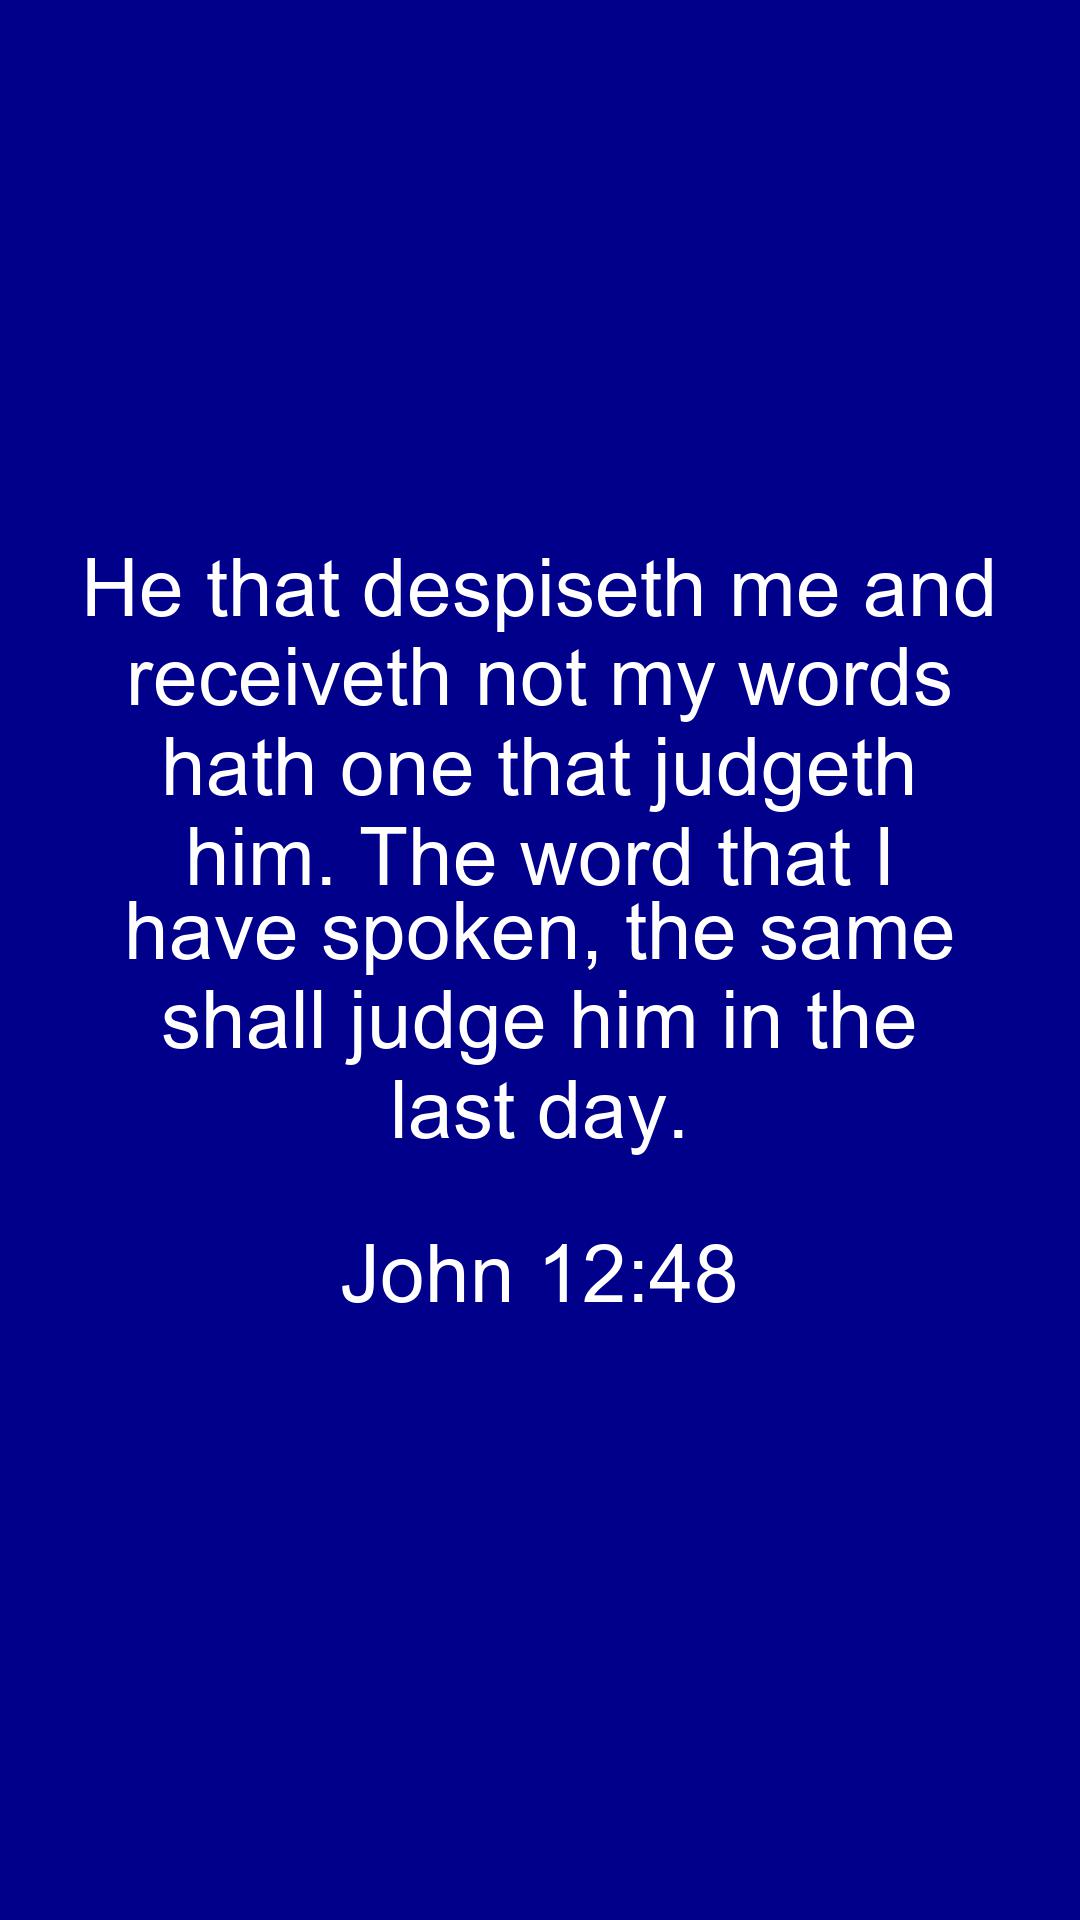 He that despiseth me and
receiveth not my words
hath one that judgeth
him. The word that I
have spoken, the same
shall judge him in the
last day.
John 12:48